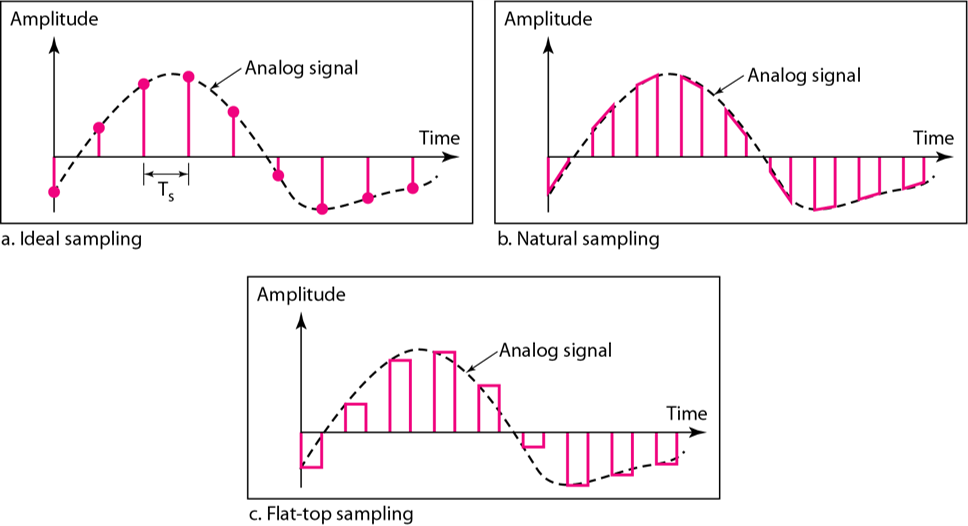 Amplitude
Analog signal
Time
Ts
a. Ideal sampling
Amplitude
Analog signal
Time
b. Natural sampling
Amplitude
Analog signal
Time
c. Flat-top sampling